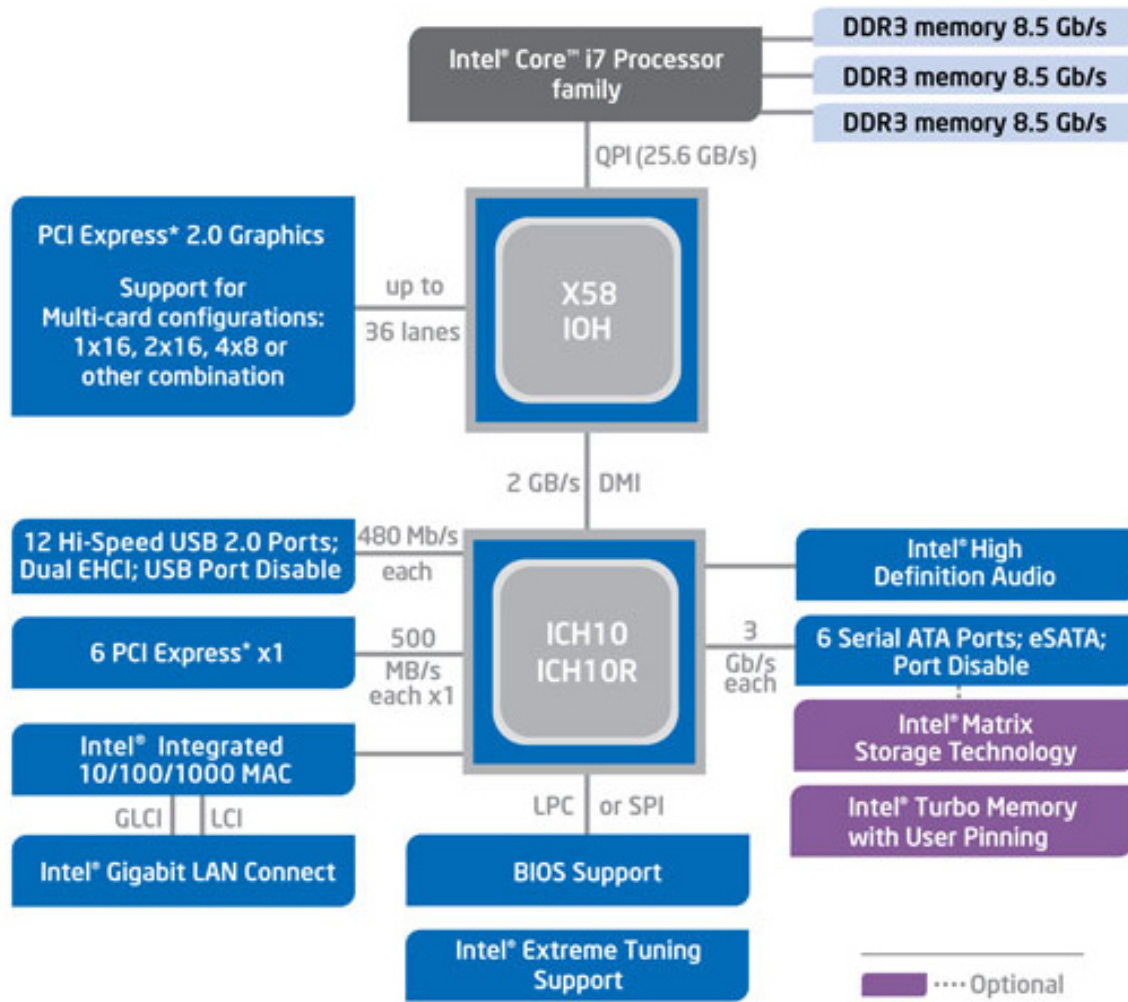 Intel® Core™ i7 Processor
family
DDR3 memory 8.5 Gb/s
DDR3 memory 8.5 Gb/s
DDR3 memory 8.5 Gb/s
QPI (25.6 GB/s)
PCI Express* 2.0 Graphics
Support for
Multi-card configurations:
1x16, 2x16, 4x8 or
other combination
up to
36 lanes
X58
IOH
2 GB/s DMI
12 Hi-Speed USB 2.0 Ports;
Dual EHCI; USB Port Disable
480 Mb/s
each
6 PCI Express* x1
500
MB/s
each x1
Intel® Integrated
10/100/1000 MAC
GLCI LCI
Intel® Gigabit LAN Connect
ICH10
ICH10R
Intel® High
Definition Audio
3
Gb/s
each
6 Serial ATA Ports; eSATA;
Port Disable
Intel® Matrix
Storage Technology
Intel® Turbo Memory
with User Pinning
LPC or SPI
BIOS Support
Intel® Extreme Tuning
Support
Optional